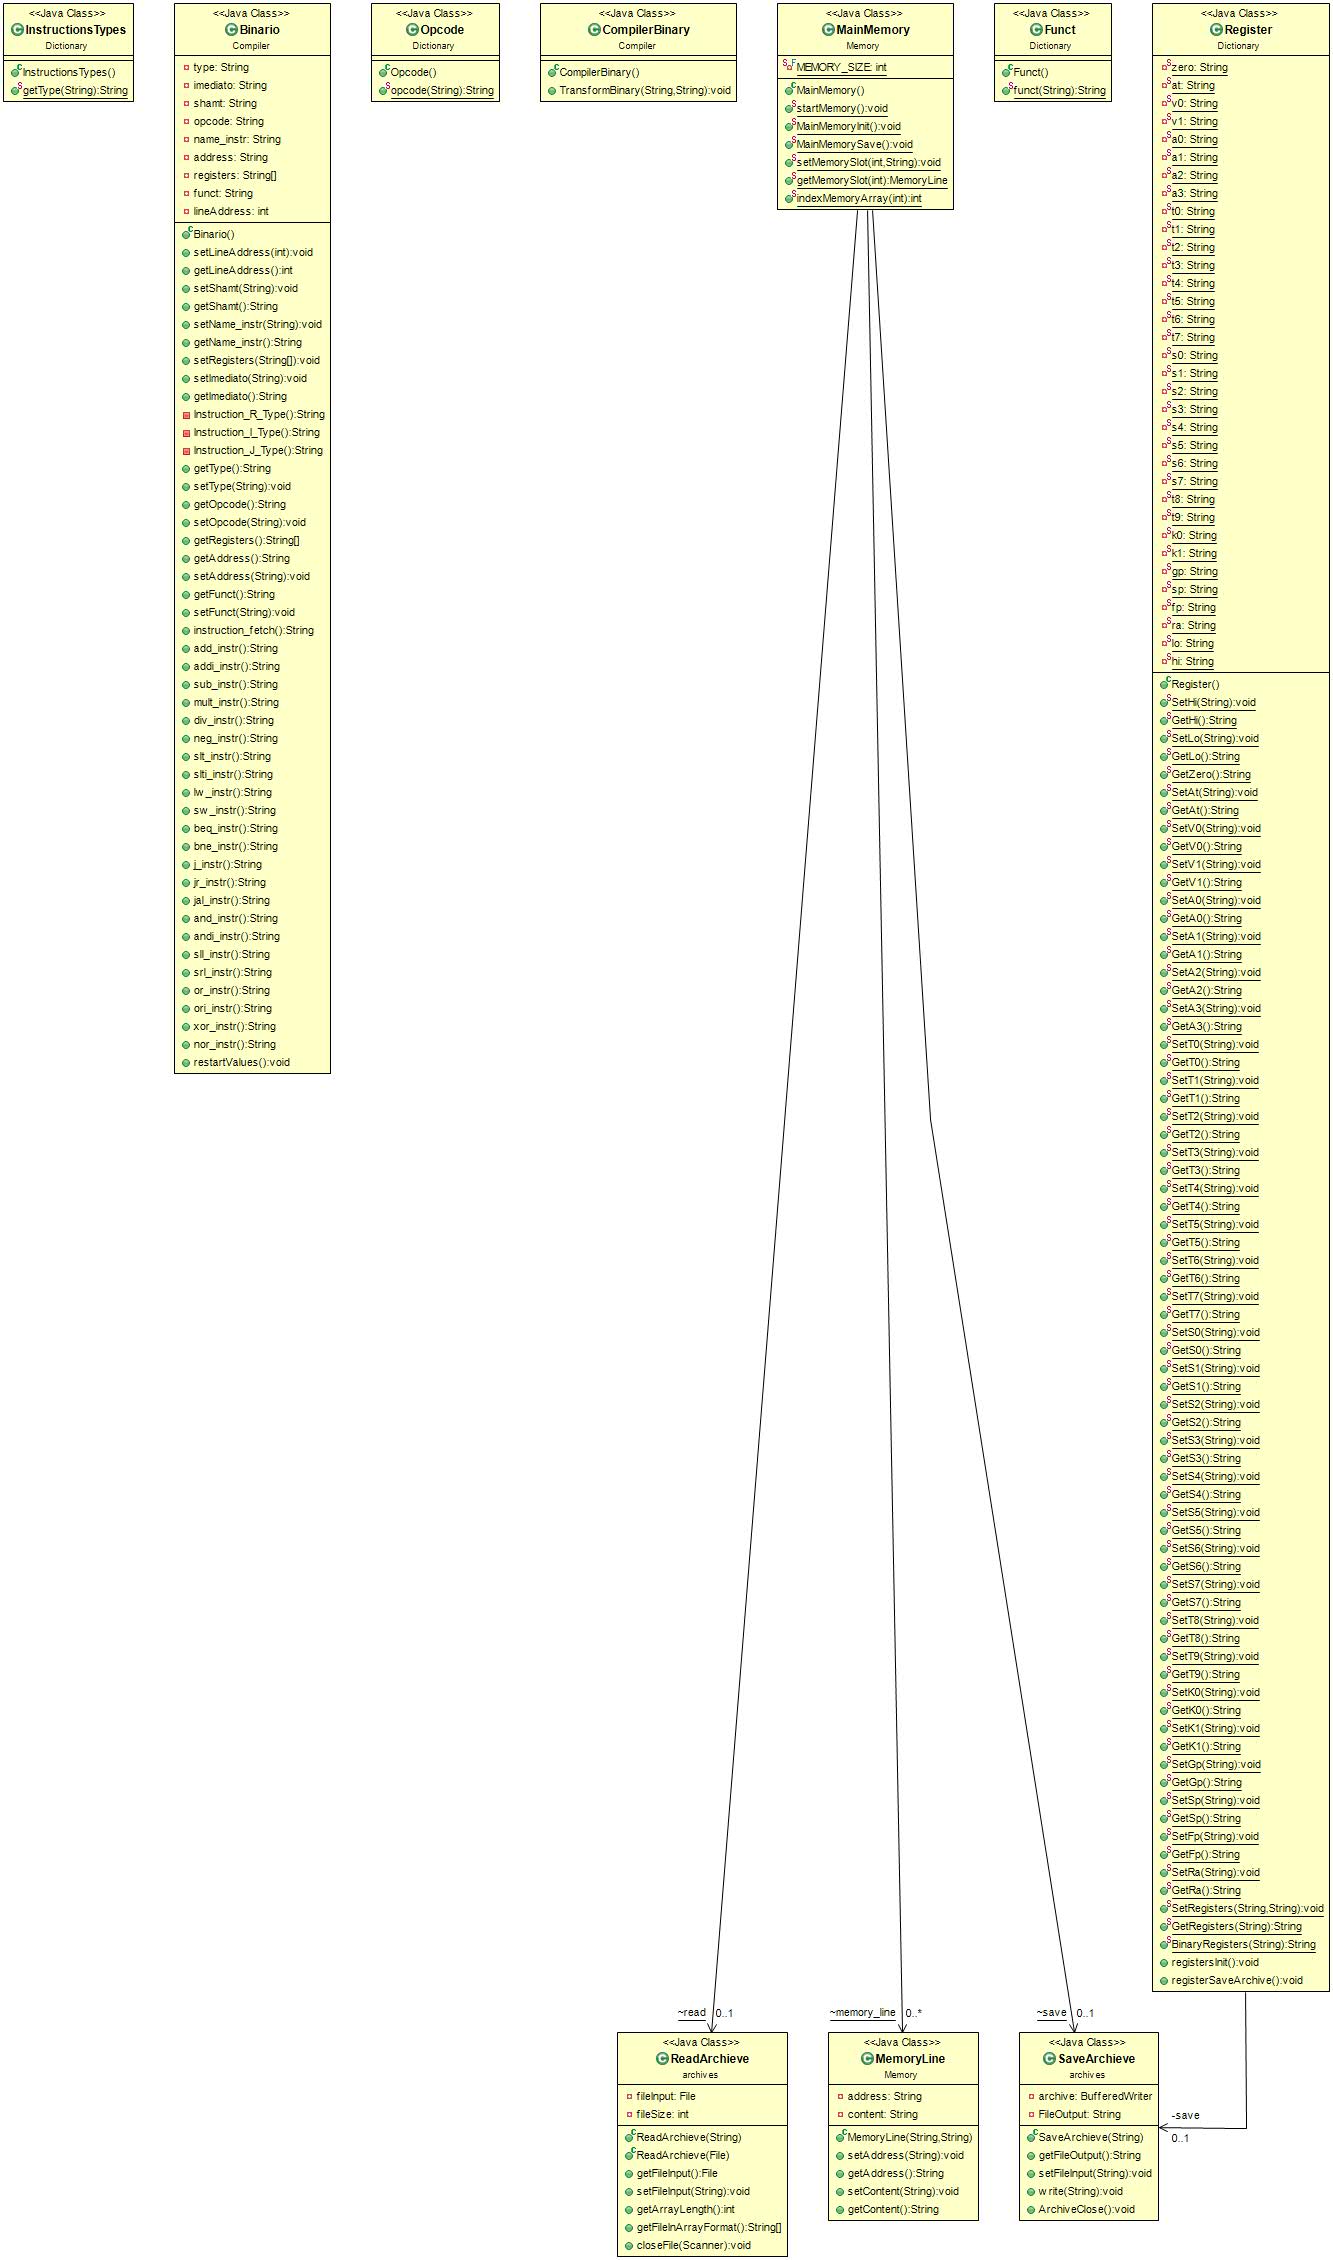 <<Java Class>>
InstructionsTypes
Dictionary
InstructionsTypes()
getType(String):String
<<Java Class>>
Binario
Compiler
type: String
imediato: String
shamt: String
opcode: String
name_instr: String
address: String
registers: String[]
funct: String
lineAddress: int
Binario()
setLineAddress(int):void
getLineAddress():int
setShamt(String):void
getShamt():String
setName_instr(String):void
getName_instr():String
setRegisters(String[]):void
setImediato(String):void
getImediato():String
Instruction_R_Type():String
Instruction_I_Type():String
Instruction_J_Type():String
getType():String
setType(String):void
getOpcode():String
setOpcode(String):void
getRegisters():String[]
getAddress():String
setAddress(String):void
getFunct():String
setFunct(String):void
instruction_fetch():String
add_instr():String
addi_instr():String
sub_instr():String
mult_instr():String
div_instr():String
neg_instr():String
slt_instr():String
slti_instr():String
lw_instr():String
sw_instr():String
beq_instr():String
bne_instr():String
j_instr():String
jr_instr():String
jal_instr():String
and_instr():String
andi_instr():String
sll_instr():String
srl_instr():String
or_instr():String
ori_instr():String
xor_instr():String
nor_instr():String
restartValues():void
<<Java Class>>
Opcode
Dictionary
Opcode()
opcode(String):String
<<Java Class>>
CompilerBinary
Compiler
CompilerBinary()
TransformBinary(String,String):void
<<Java Class>>
MainMemory
Memory
MEMORY_SIZE: int
MainMemory()
startMemory():void
MainMemoryInit():void
MainMemorySave():void
setMemorySlot(int,String):void
getMemorySlot(int):MemoryLine
indexMemoryArray(int):int
<<Java Class>>
Funct
Dictionary
Funct()
funct(String):String
<<Java Class>>
Register
Dictionary
zero: String
at: String
v0: String
v1: String
a0: String
a1: String
a2: String
a3: String
t0: String
t1: String
t2: String
t3: String
t4: String
t5: String
t6: String
t7: String
s0: String
s1: String
s2: String
s3: String
s4: String
s5: String
s6: String
s7: String
t8: String
t9: String
k0: String
k1: String
gp: String
sp: String
fp: String
ra: String
lo: String
hi: String
Register()
SetHi(String):void
GetHi():String
SetLo(String):void
GetLo():String
GetZero():String
SetAt(String):void
GetAt():String
SetV0(String):void
GetV0():String
SetV1(String):void
GetV1():String
SetA0(String):void
GetA0():String
SetA1(String):void
GetA1():String
SetA2(String):void
GetA2():String
SetA3(String):void
GetA3():String
SetT0(String):void
GetT0():String
SetT1(String):void
GetT1():String
SetT2(String):void
GetT2():String
SetT3(String):void
GetT3():String
SetT4(String):void
GetT4():String
SetT5(String):void
GetT5():String
SetT6(String):void
GetT6():String
SetT7(String):void
GetT7():String
SetS0(String):void
GetS0():String
SetS1(String):void
GetS1():String
SetS2(String):void
GetS2():String
SetS3(String):void
GetS3():String
SetS4(String):void
GetS4():String
SetS5(String):void
GetS5():String
SetS6(String):void
GetS6():String
SetS7(String):void
GetS7():String
SetT8(String):void
GetT8():String
SetT9(String):void
GetT9():String
SetK0(String):void
GetK0():String
SetK1(String):void
GetK1():String
SetGp(String):void
GetGp():String
SetSp(String):void
GetSp():String
SetFp(String):void
GetFp():String
SetRa(String):void
GetRa():String
SetRegisters(String,String):void
GetRegisters(String):String
BinaryRegisters(String):String
registersInit():void
registerSaveArchive():void
~read 0..1
~memory_line 0..*
~save 0..1
<<Java Class>>
ReadArchieve
archives
fileInput: File
fileSize: int
ReadArchieve(String)
ReadArchieve(File)
getFileInput():File
setFileInput(String):void
getArrayLength():int
getFileInArrayFormat():String[]
closeFile(Scanner):void
<<Java Class>>
MemoryLine
Memory
address: String
content: String
MemoryLine(String,String)
setAddress(String):void
getAddress():String
setContent(String):void
getContent():String
<<Java Class>>
SaveArchieve
archives
archive: BufferedWriter
FileOutput: String
SaveArchieve(String)
getFileOutput():String
setFileInput(String):void
write(String):void
ArchiveClose():void
-save
0..1